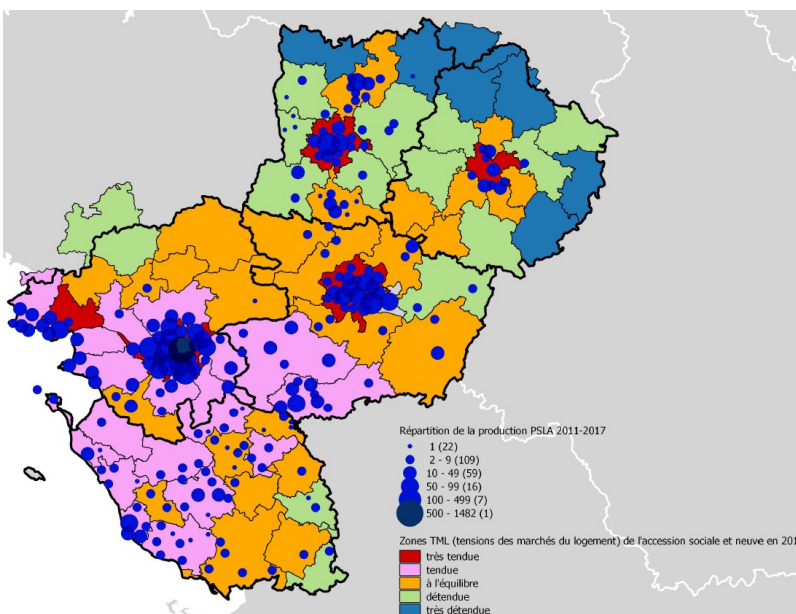 Répartition de la production PSLA 2011-2017
1 (22)
2 - 9 (109)
10 - 49 (59)
50 - 99 (16)
100 - 499 (7)
500 - 1482 (1)
Zones TML (tensions des marchés du logement) de l'accession sociale et neuve en 201
très tendue
tendue
à l'équilibre
détendue
très détendue